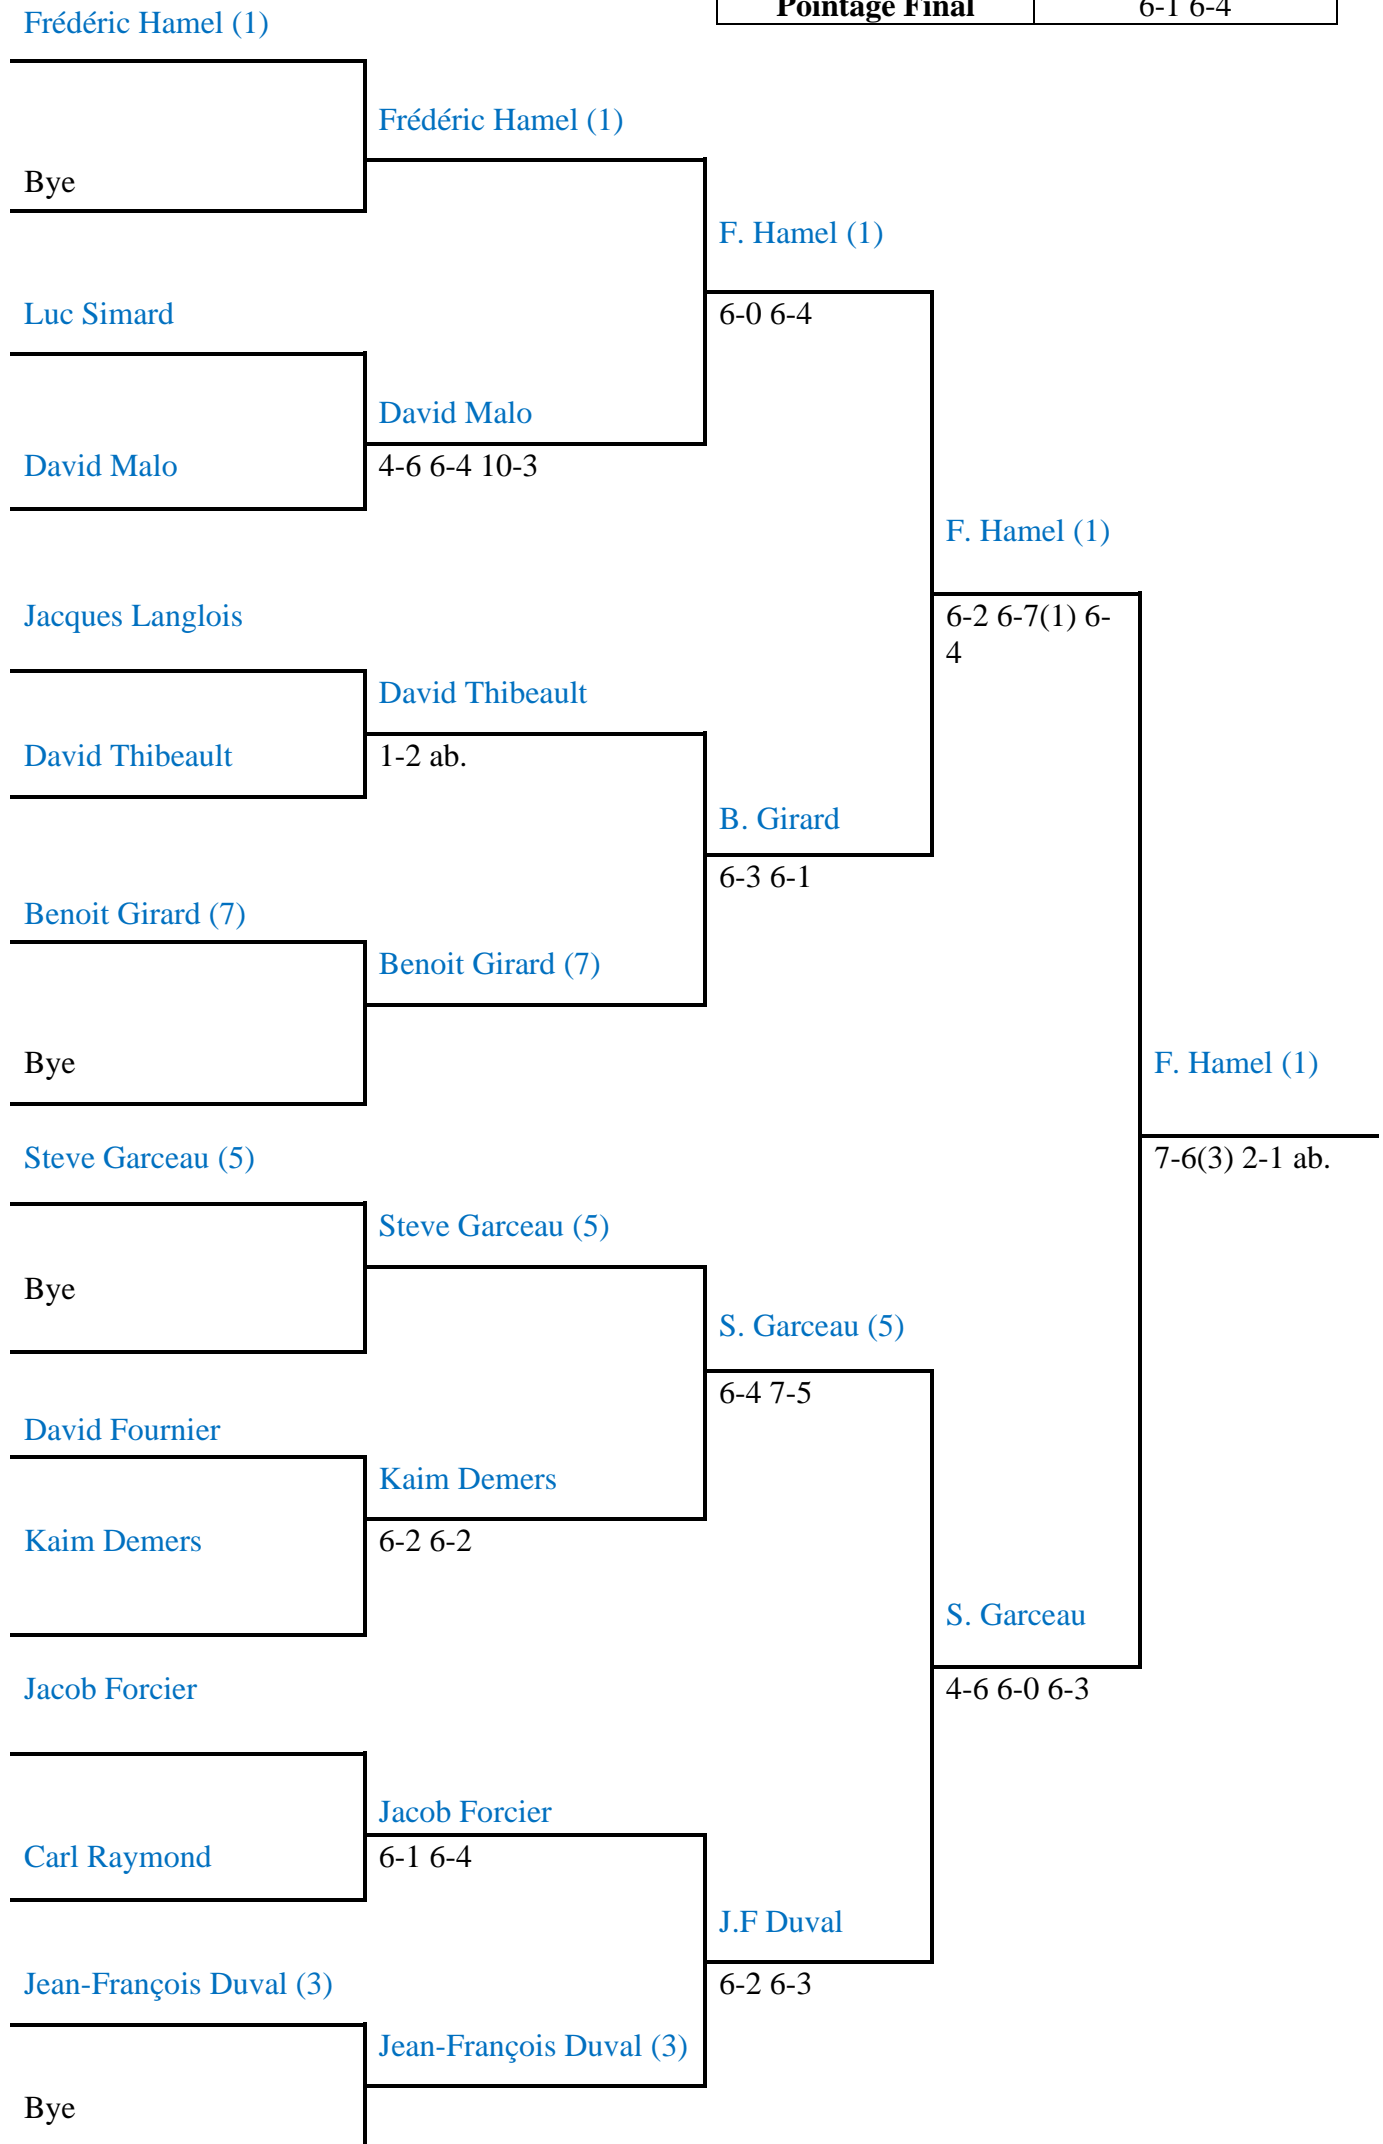 Pointage Final 6-1 6-4
Frédéric Hamel (1)
Frédéric Hamel (1)
Bye
F. Hamel (1)
Luc Simard
6-0 6-4
David Malo
David Malo
4-6 6-4 10-3
F. Hamel (1)
Jacques Langlois
6-2 6-7(1) 6-
4
David Thibeault
David Thibeault
1-2 ab.
B. Girard
6-3 6-1
Benoit Girard (7)
Benoit Girard (7)
Bye
F. Hamel (1)
Steve Garceau (5)
7-6(3) 2-1 ab.
Steve Garceau (5)
Bye
S. Garceau (5)
6-4 7-5
David Fournier
Kaim Demers
Kaim Demers
6-2 6-2
S. Garceau
Jacob Forcier
4-6 6-0 6-3
Jacob Forcier
Carl Raymond
6-1 6-4
J.F Duval
Jean-François Duval (3)
6-2 6-3
Jean-François Duval (3)
Bye